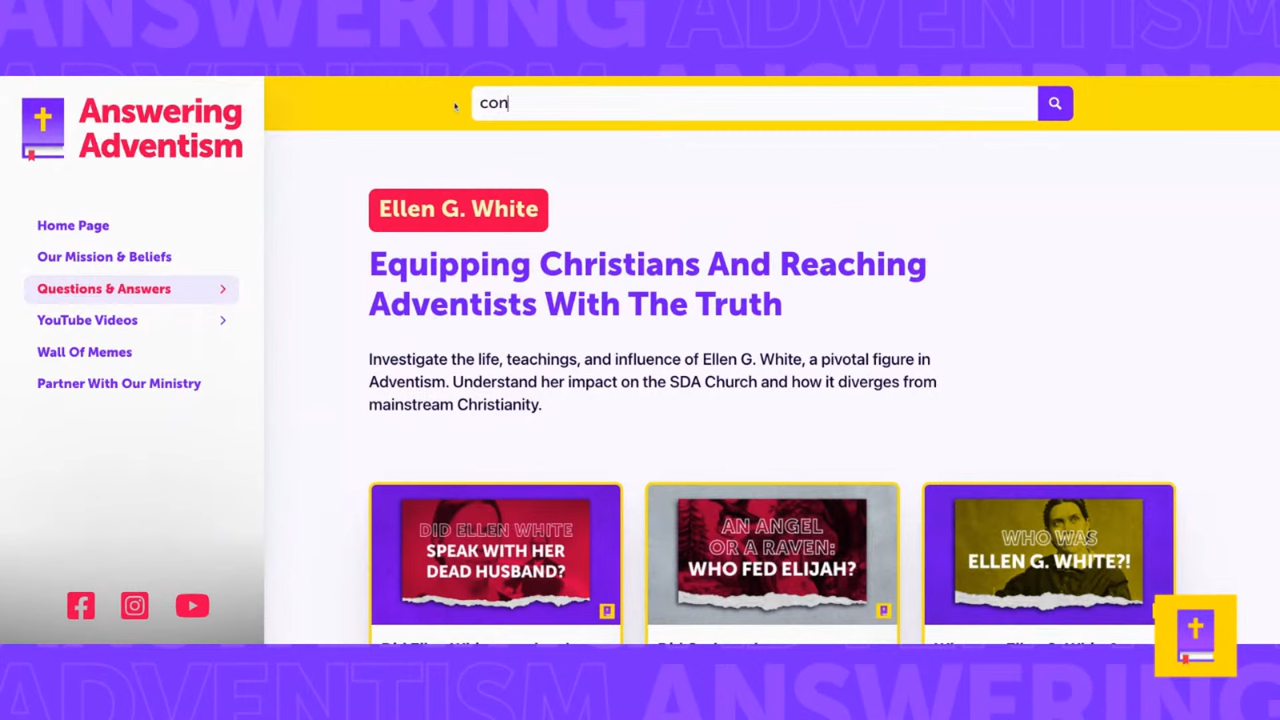 ANSWERING ADVENTISM
con
Answering
Adventism
Home Page
Our Mission & Beliefs
Questions & Answers
YouTube Videos
Wall Of Memes
Partner With Our Ministry
Ellen G. White
Equipping Christians And Reaching
Adventists With The Truth
Investigate the life, teachings, and influence of Ellen G. White, a pivotal figure in
Adventism. Understand her impact on the SDA Church and how it diverges from
mainstream Christianity.
DID ELLEN WHITE
SPEAK WITH HER
DEAD HUSBAND?
AN ANGEL
OR A RAVEN:
WHO FED ELIJAH?
WHO WAS
ELLEN G. WHITE?!
ADVENTISM ANSWERING